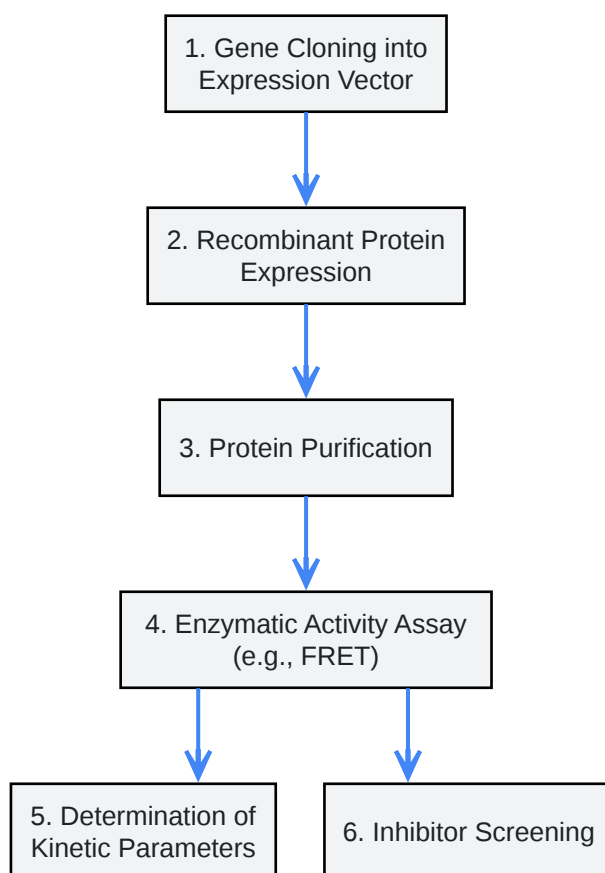 1. Gene Cloning into
Expression Vector
2. Recombinant Protein
Expression
3. Protein Purification
4. Enzymatic Activity Assay
(e.g., FRET)
5. Determination of
Kinetic Parameters
6. Inhibitor Screening